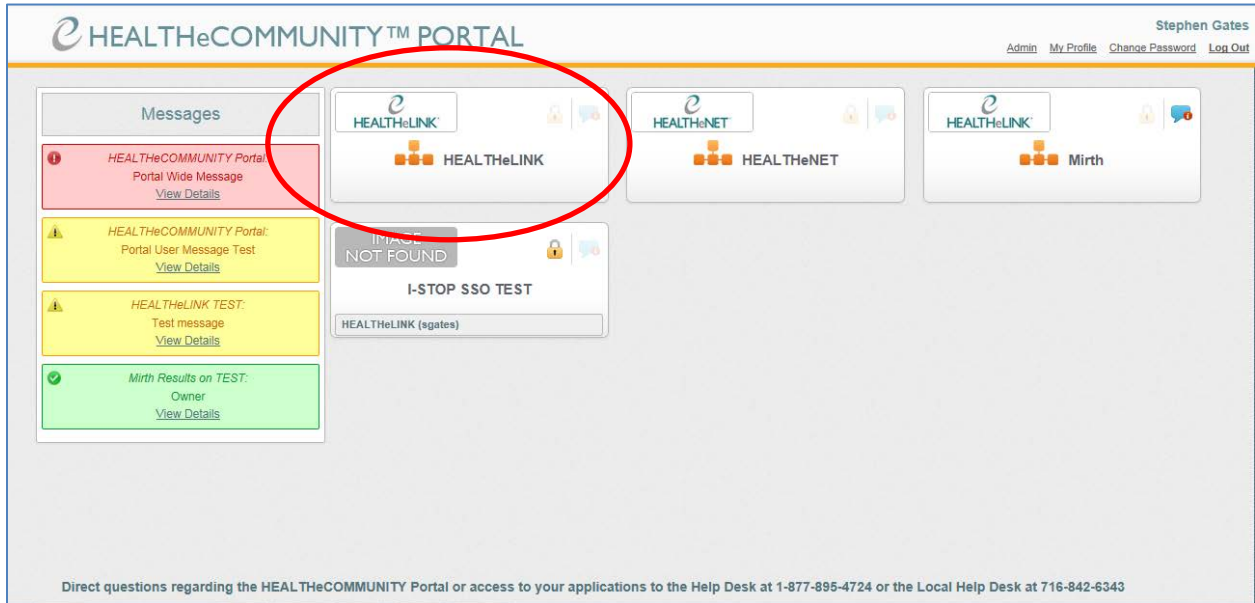 HEALTHeCOMMUNITY™ PORTAL
Stephen Gates
Admin My Profile Change Password Log Out
Messages
HEALTHeCOMMUNITY Portal:
Portal Wide Message
View Details
HEALTHeCOMMUNITY Portal:
Portal User Message Test
View Details
HEALTHeLINK TEST:
Test message
View Details
Mirth Results on TEST:
Owner
View Details
HEALTHeLINK
HEALTHeLINK
HEALTHeNET
HEALTHeNET
HEALTHeLINK
Mirth
IMAGE
NOT FOUND
I-STOP SSO TEST
HEALTHeLINK (sgates)
Direct questions regarding the HEALTHeCOMMUNITY Portal or access to your applications to the Help Desk at 1-877-895-4724 or the Local Help Desk at 716-842-6343